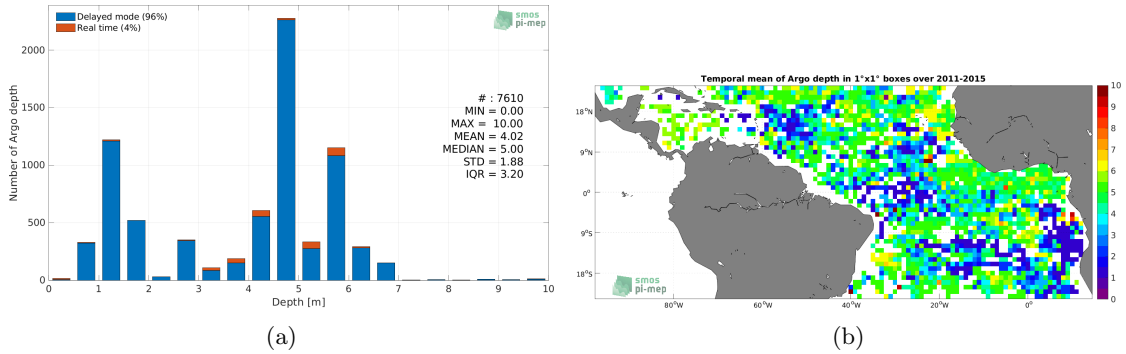 Delayed mode (96%)
Real time (4%)
smos
pi-mep
# : 7610
MIN = 0.00
MAX = 10.00
MEAN = 4.02
MEDIAN = 5.00
STD = 1.88
IQR = 3.20
Number of Argo depth
2000
1500
1000
500
0
0 1 2 3 4 5 6 7 8 9 10
Depth [m]
(a)
Temporal mean of Argo depth in 1°x1° boxes over 2011-2015
18°N
9°N
0°
9°S
18°S
80°W 60°W 40°W 20°W 0°
10
9
8
7
6
5
4
3
2
1
0
smos
pi-mep
(b)